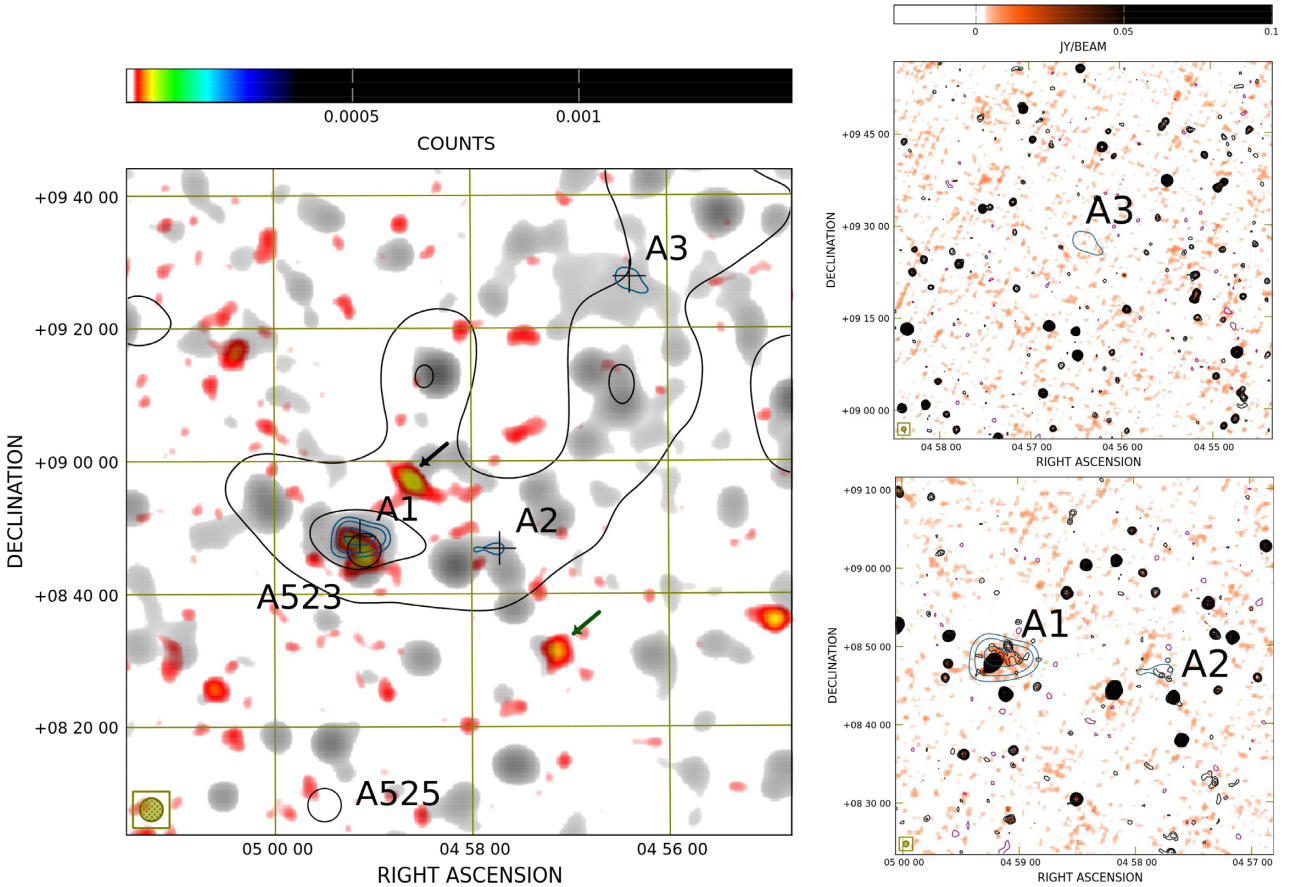 0.0005 0.001
COUNTS
+09 40 00
+09 20 00
+09 00 00
+08 40 00
+08 20 00
DECLINATION
A3
A1
A2
A523
A525
05 00 00 04 58 00 04 56 00
RIGHT ASCENSION
0 0.05 0.1
JY/BEAM
+09 45 00
+09 30 00
+09 15 00
+09 00 00
DECLINATION
A3
04 58 00 04 57 00 04 56 00 04 55 00
RIGHT ASCENSION
+09 10 00
+09 00 00
+08 50 00
+08 40 00
+08 30 00
DECLINATION
A1
A2
05 00 00 04 59 00 04 58 00 04 57 00
RIGHT ASCENSION